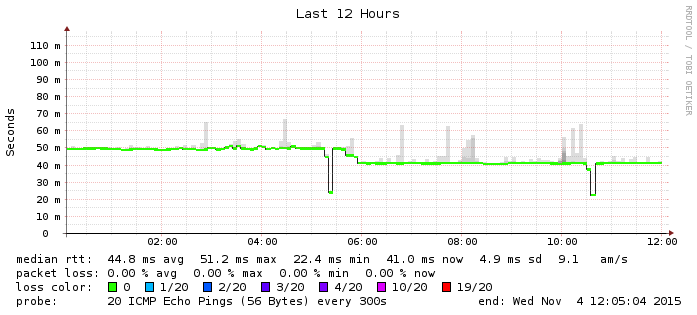 Last 12 Hours
RRDTOOL / TOBI OETIKER
Seconds
110 m
100 m
90 m
80 m
70 m
60 m
50 m
40 m
30 m
20 m
10 m
0
02:00 04:00 06:00 08:00 10:00 12:00
median rtt: 44.8 ms avg 51.2 ms max 22.4 ms min 41.0 ms now 4.9 ms sd 9.1 am/s
packet loss: 0.00 % avg 0.00 % max 0.00 % min 0.00 % now
loss color: 0 1/20 2/20 3/20 4/20 10/20 19/20
probe: 20 ICMP Echo Pings (56 Bytes) every 300s end: Wed Nov 4 12:05:04 2015